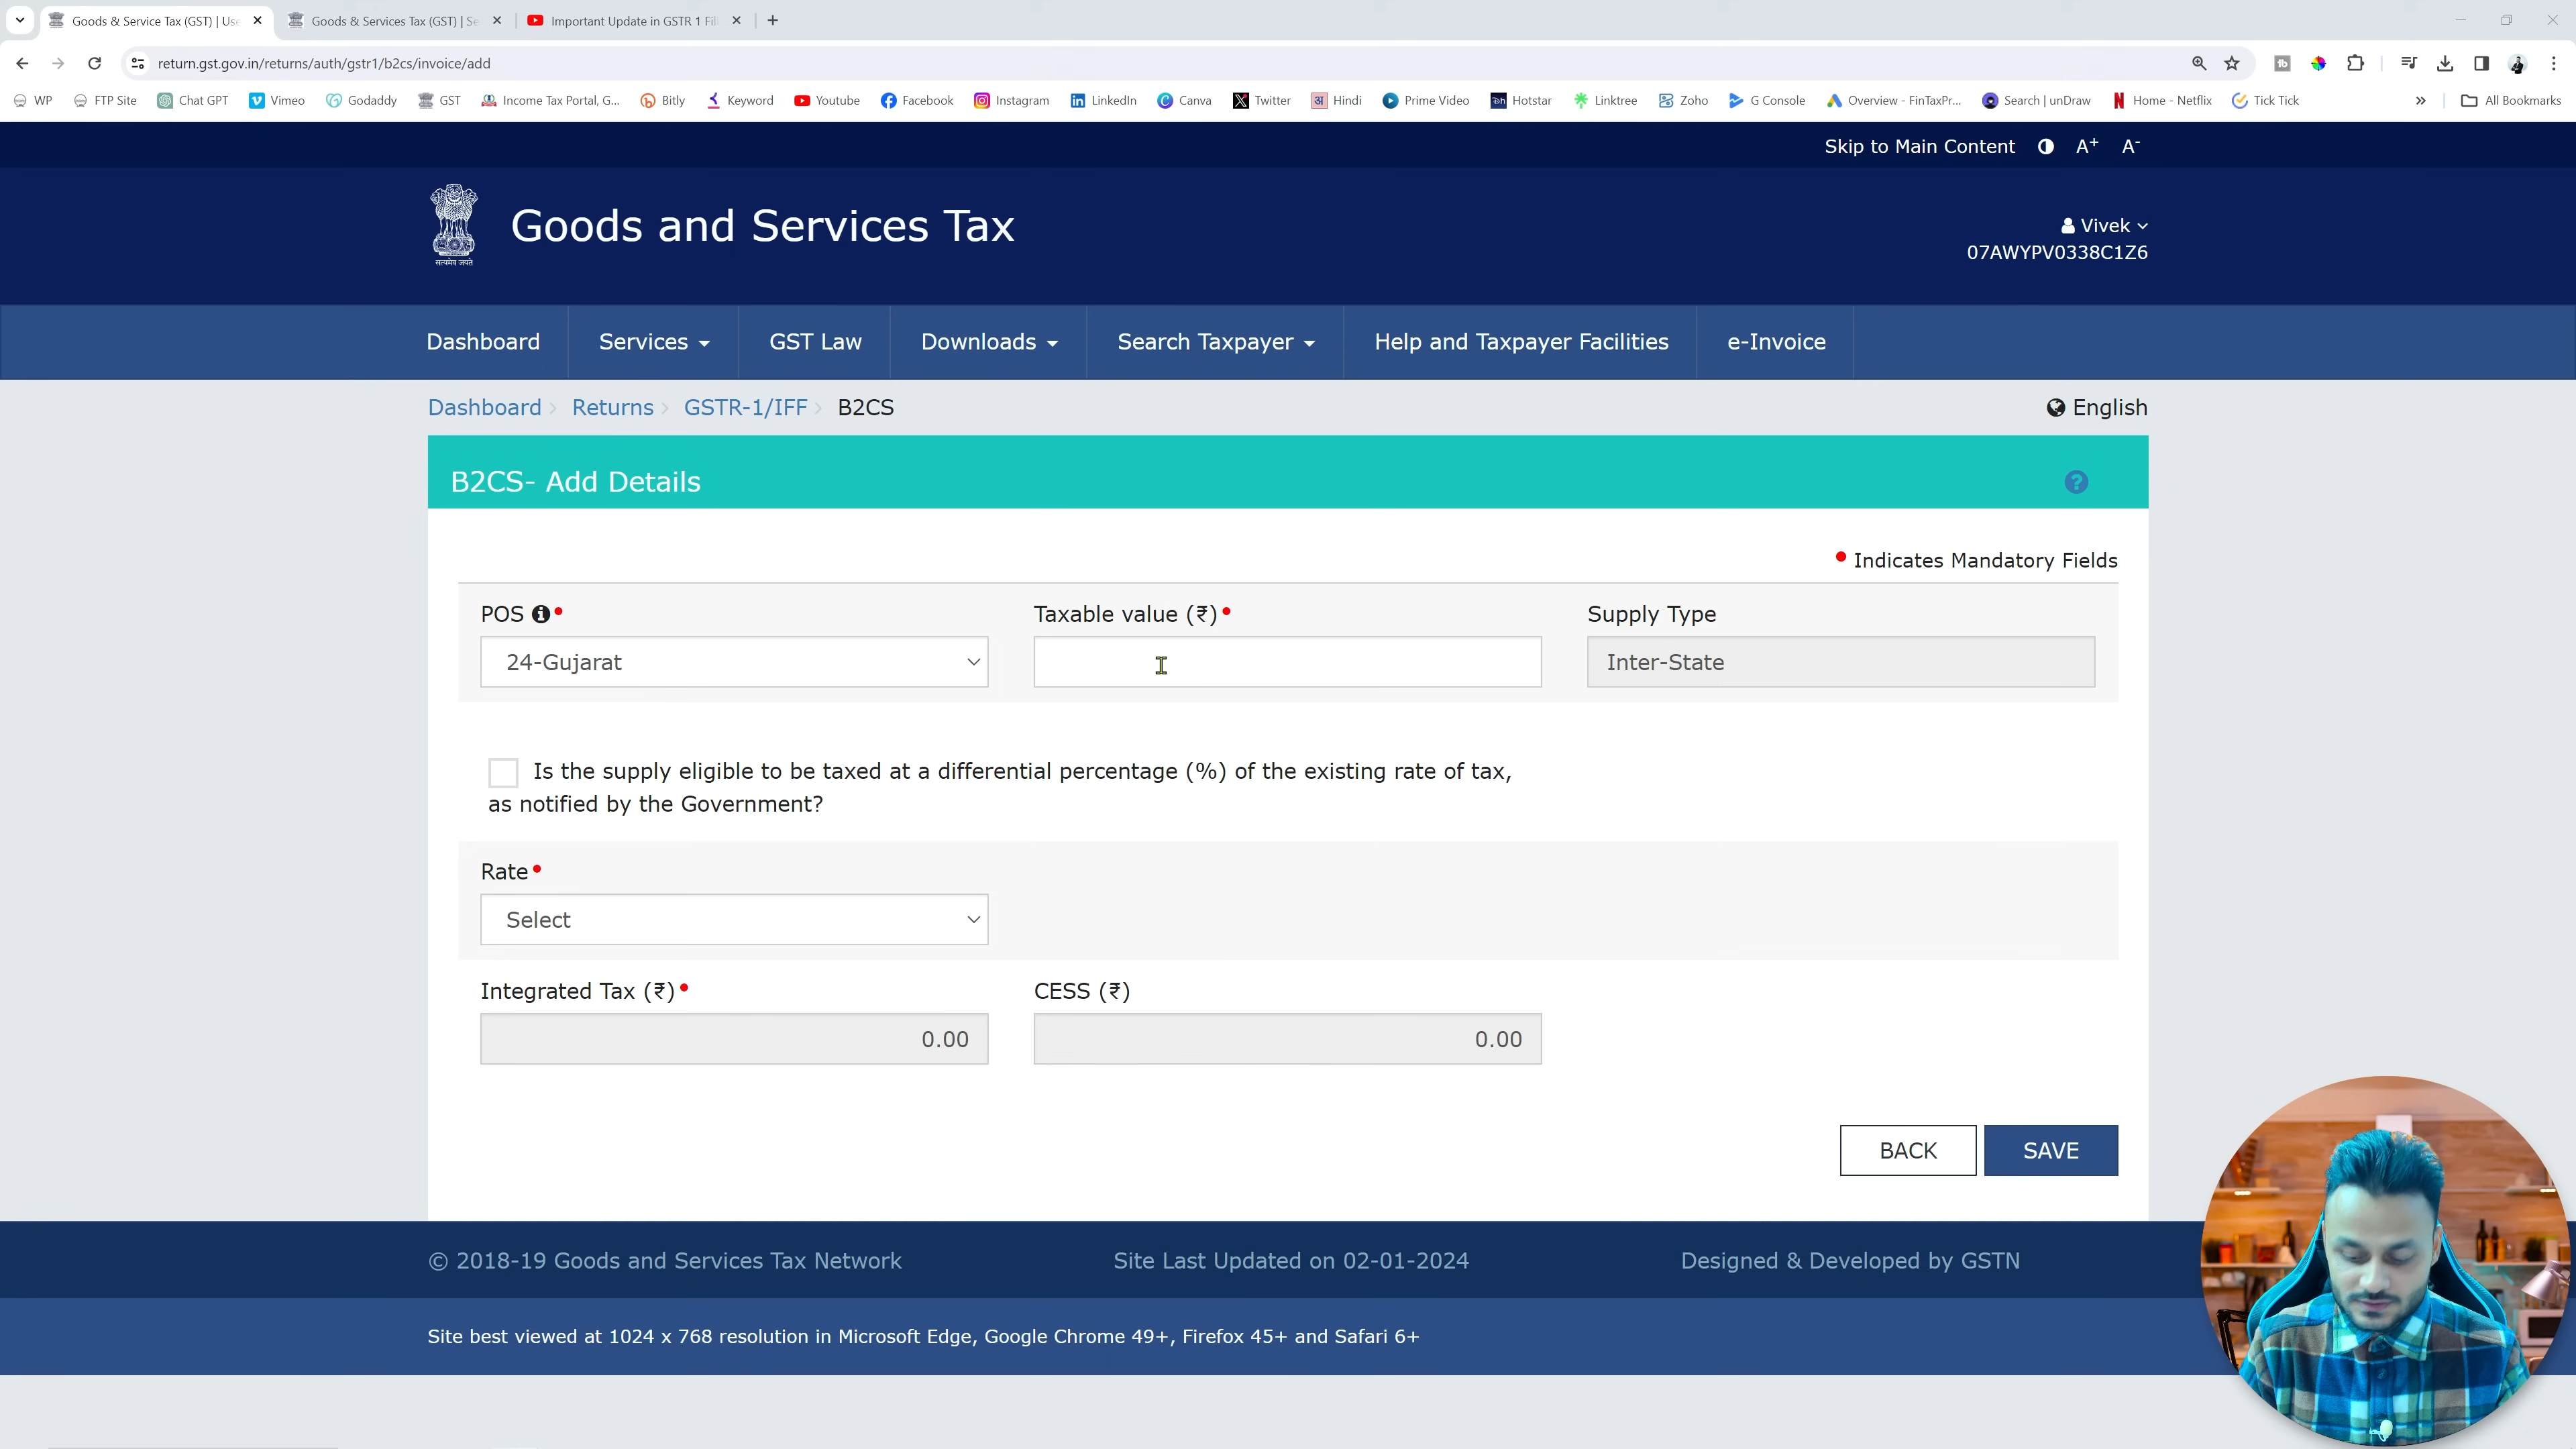 Goods & Service Tax (GST) | Use
Goods & Services Tax (GST) | Se
Important Update in GSTR 1 Fili
return.gst.gov.in/returns/auth/gstr1/b2cs/invoice/add
WP FTP Site Chat GPT Vimeo Godaddy GST Income Tax Portal, G... Bitly Keyword Youtube Facebook Instagram LinkedIn Canva Twitter Hindi Prime Video Hotstar Linktree Zoho G Console Overview - FinTaxPr... Search | unDraw Home - Netflix Tick Tick » All Bookmarks
Skip to Main Content A+ A-
Goods and Services Tax
सत्यमेव जयते
Vivek
07AWYPV0338C1Z6
Dashboard Services GST Law Downloads Search Taxpayer Help and Taxpayer Facilities e-Invoice
Dashboard Returns GSTR-1/IFF B2CS English
B2CS- Add Details ?
• Indicates Mandatory Fields
POS • Taxable value (₹) • Supply Type
24-Gujarat Inter-State
Is the supply eligible to be taxed at a differential percentage (%) of the existing rate of tax,
as notified by the Government?
Rate •
Select
Integrated Tax (₹) • CESS (₹)
0.00 0.00
BACK SAVE
© 2018-19 Goods and Services Tax Network Site Last Updated on 02-01-2024 Designed & Developed by GSTN
Site best viewed at 1024 x 768 resolution in Microsoft Edge, Google Chrome 49+, Firefox 45+ and Safari 6+